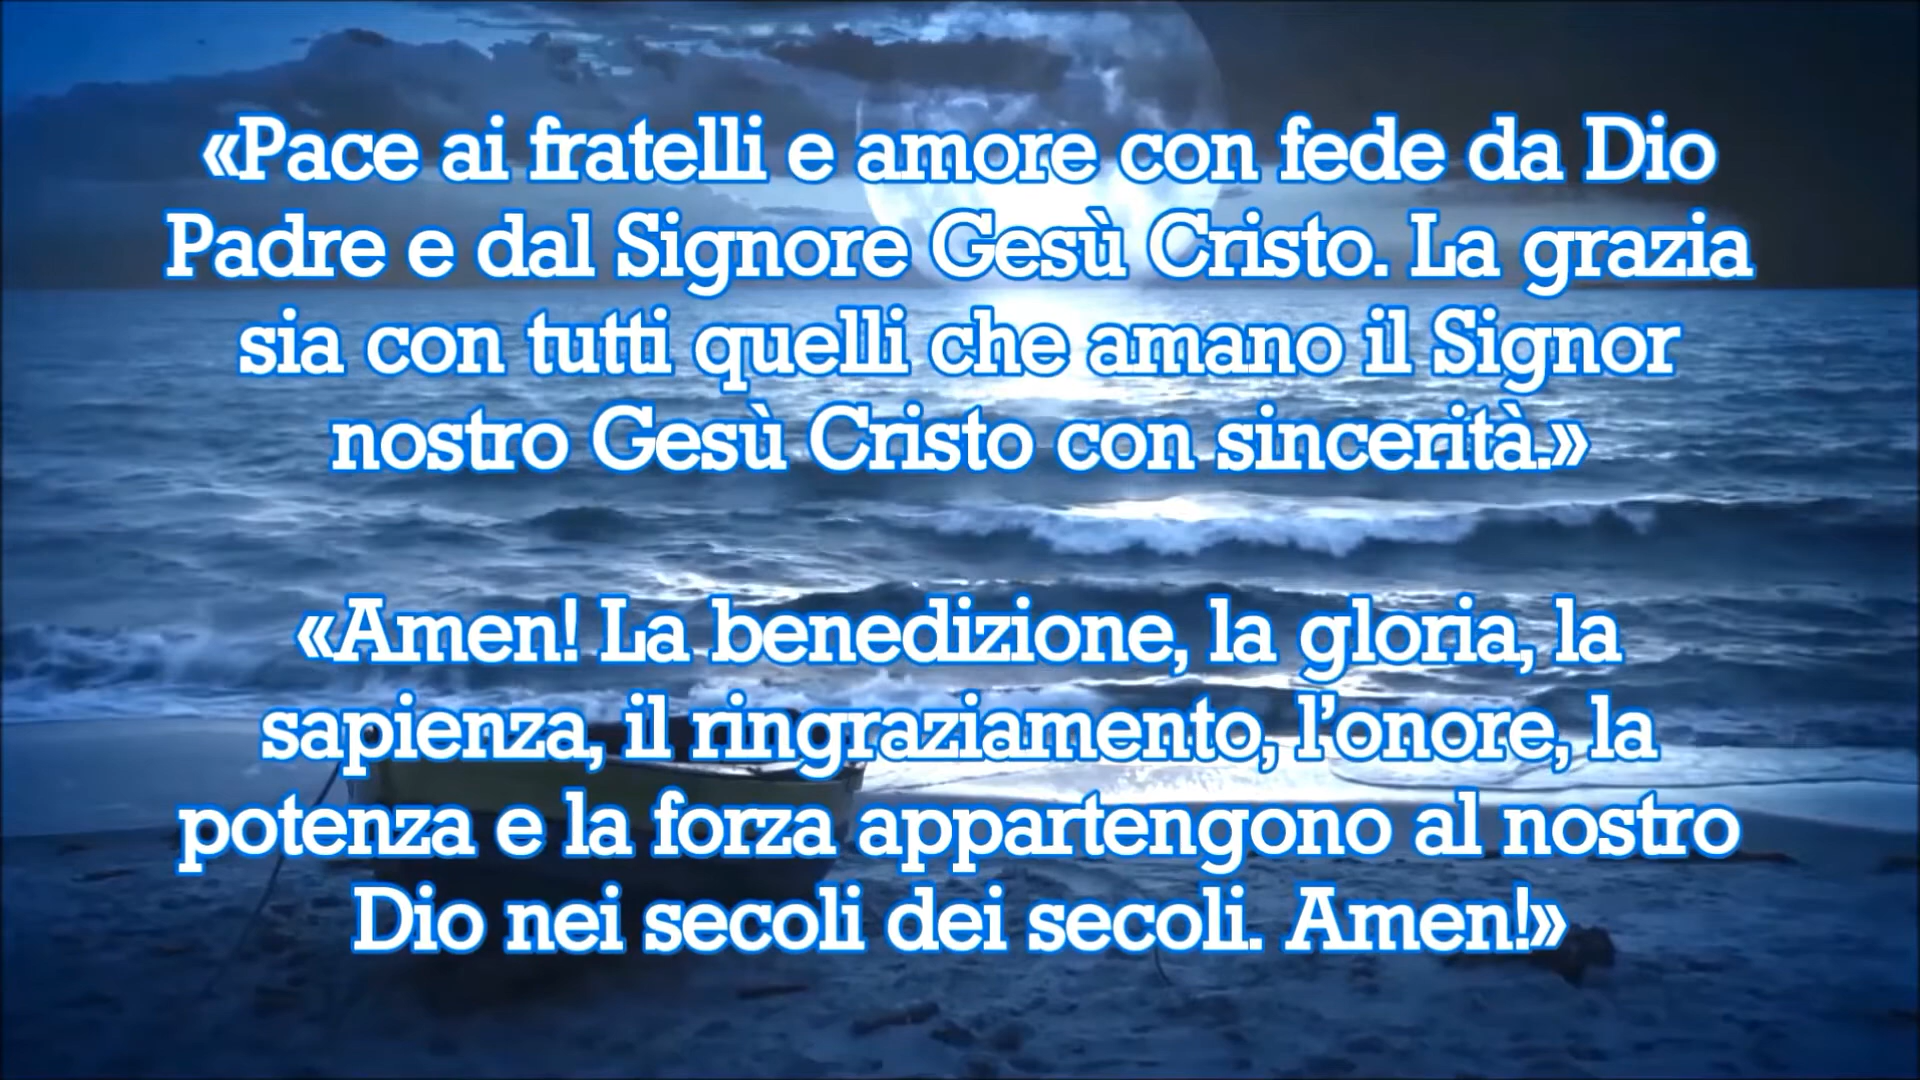 «Pace ai fratelli e amore con fede da Dio
Padre e dal Signore Gesù Cristo. La grazia
sia con tutti quelli che amano il Signor
nostro Gesù Cristo con sincerità.»
«Amen! La benedizione, la gloria, la
sapienza, il ringraziamento, l’onore, la
potenza e la forza appartengono al nostro
Dio nei secoli dei secoli. Amen!»